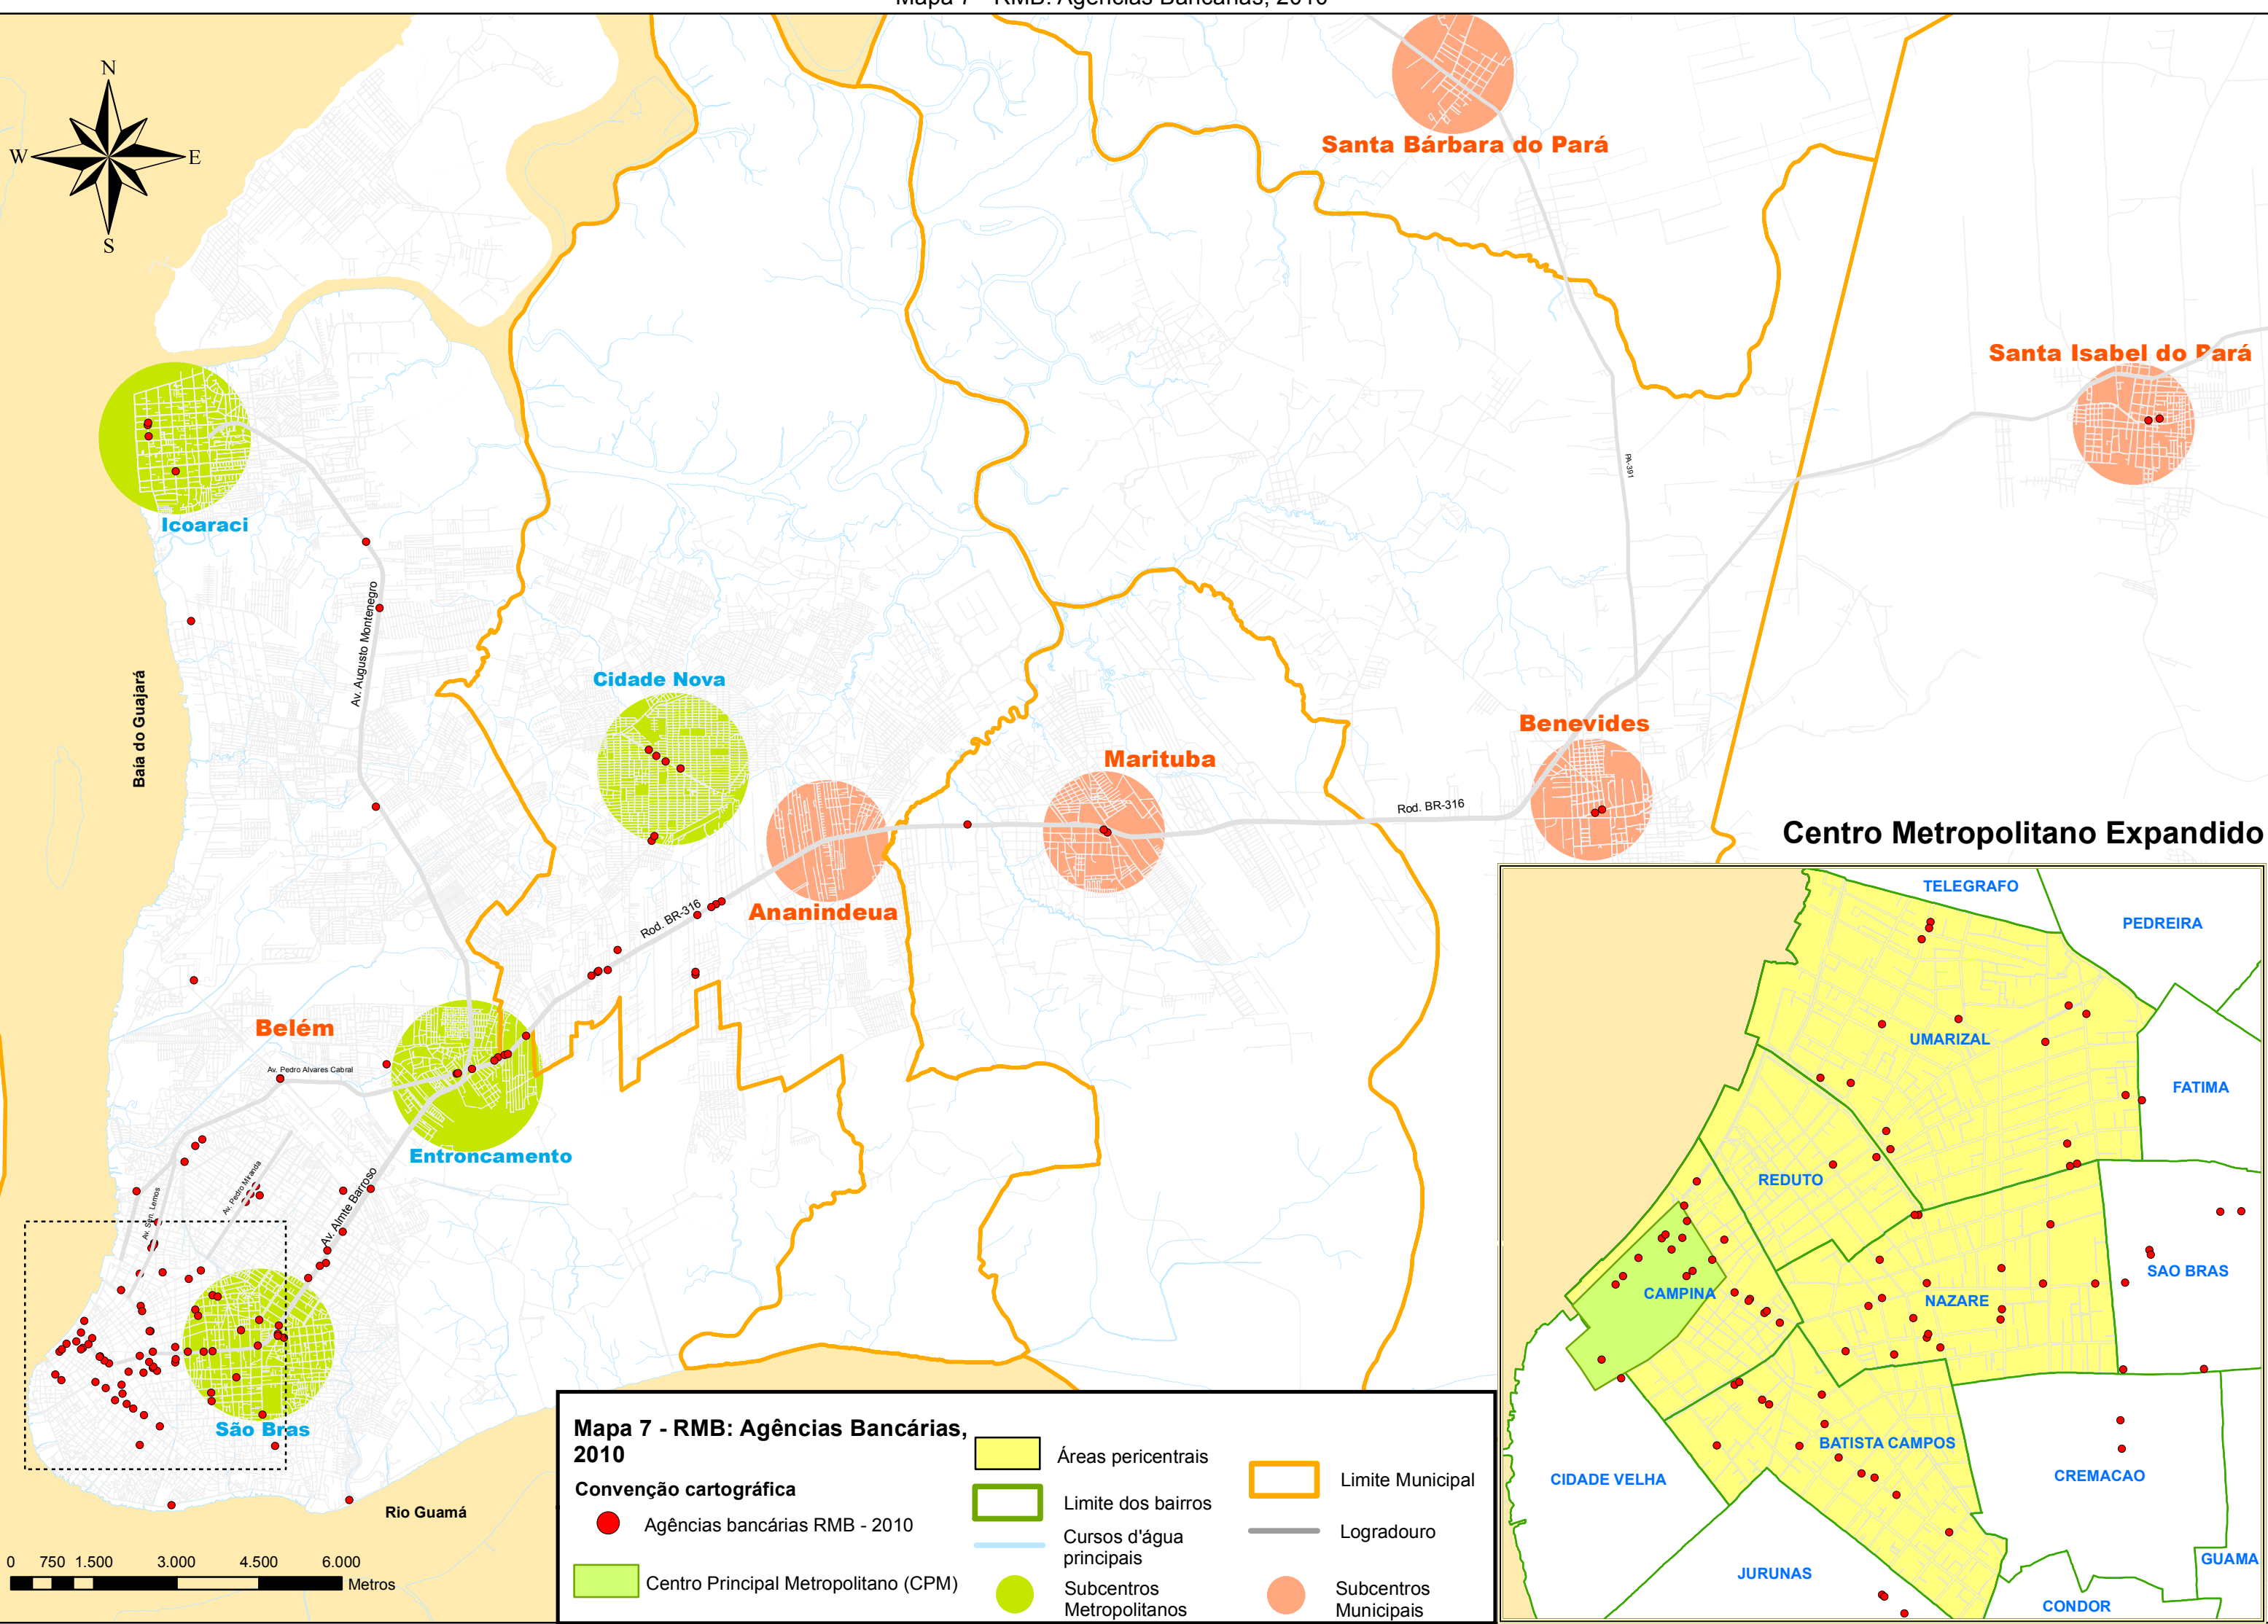 Mapa 7 - RMB: Agências Bancárias, 2010
N
W
E
S
Santa Bárbara do Pará
Santa Isabel do Pará
Icoaraci
PA-391
Av. Augusto Montenegro
Baía do Guajará
Cidade Nova
Benevides
Marituba
Rod. BR-316
Centro Metropolitano Expandido
Ananindeua
Rod. BR-316
Belém
Av. Pedro Alvares Cabral
Entroncamento
Av. Pedro Miranda
Av. Sen. Lemos
Av. Almte Barroso
São Bras
Rio Guamá
0 750 1.500 3.000 4.500 6.000
Metros
TELEGRAFO
PEDREIRA
UMARIZAL
FATIMA
REDUTO
SAO BRAS
CAMPINA
NAZARE
BATISTA CAMPOS
CIDADE VELHA
CREMACAO
JURUNAS
GUAMA
CONDOR
Mapa 7 - RMB: Agências Bancárias,
2010
Convenção cartográfica
Agências bancárias RMB - 2010
Centro Principal Metropolitano (CPM)
Áreas pericentrais
Limite dos bairros
Cursos d'água
principais
Subcentros
Metropolitanos
Limite Municipal
Logradouro
Subcentros
Municipais